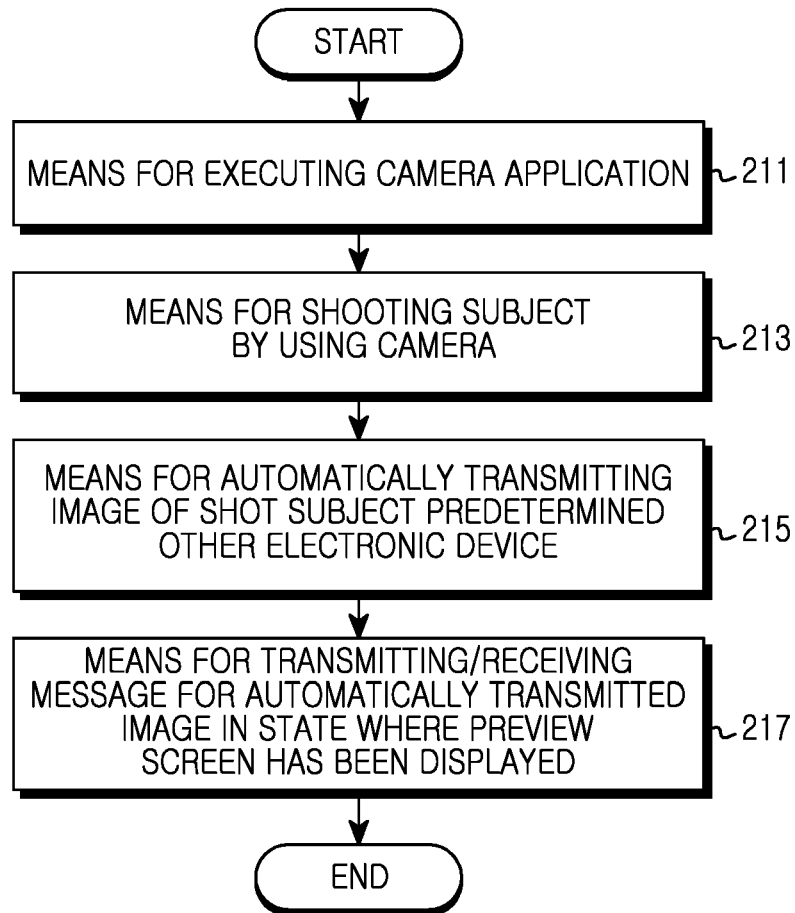 START
MEANS FOR EXECUTING CAMERA APPLICATION
211
MEANS FOR SHOOTING SUBJECT
BY USING CAMERA
213
MEANS FOR AUTOMATICALLY TRANSMITTING
IMAGE OF SHOT SUBJECT PREDETERMINED
OTHER ELECTRONIC DEVICE
215
MEANS FOR TRANSMITTING/RECEIVING
MESSAGE FOR AUTOMATICALLY TRANSMITTED
IMAGE IN STATE WHERE PREVIEW
SCREEN HAS BEEN DISPLAYED
217
END